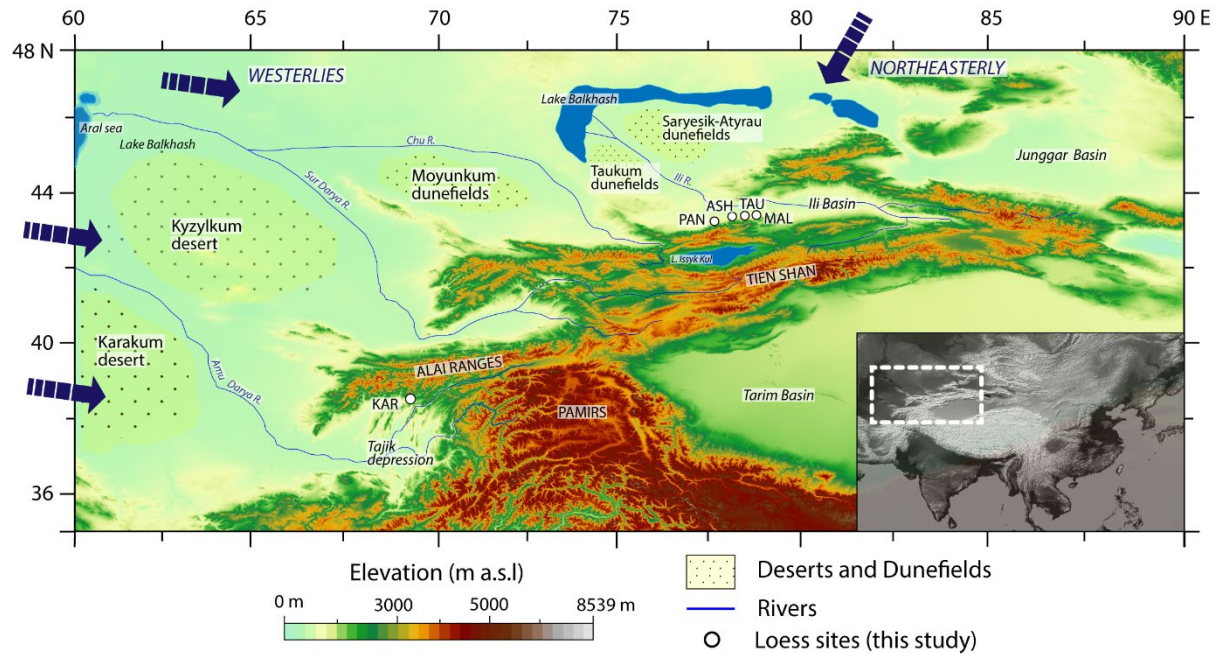 60 65 70 75 80 85 90 E
48 N
WESTERLIES
NORTHEASTERLY
Lake Balkhash
Aral sea
Lake Balkhash
Saryesik-Atyrau
dunefields
Chu R.
Junggar Basin
Moyunkum
dunefields
Taukum
dunefields
Ili R.
44
Sur Darya R.
Kyzylkum
desert
ASH TAU
PAN MAL
Ili Basin
L. Issyk Kul
TIEN SHAN
40
Karakum
desert
ALAI RANGES
Amu Darya R.
KAR
PAMIRS
Tarim Basin
Tajik
depression
36
Elevation (m a.s.l)
0 m 3000 5000 8539 m
Deserts and Dunefields
Rivers
Loess sites (this study)